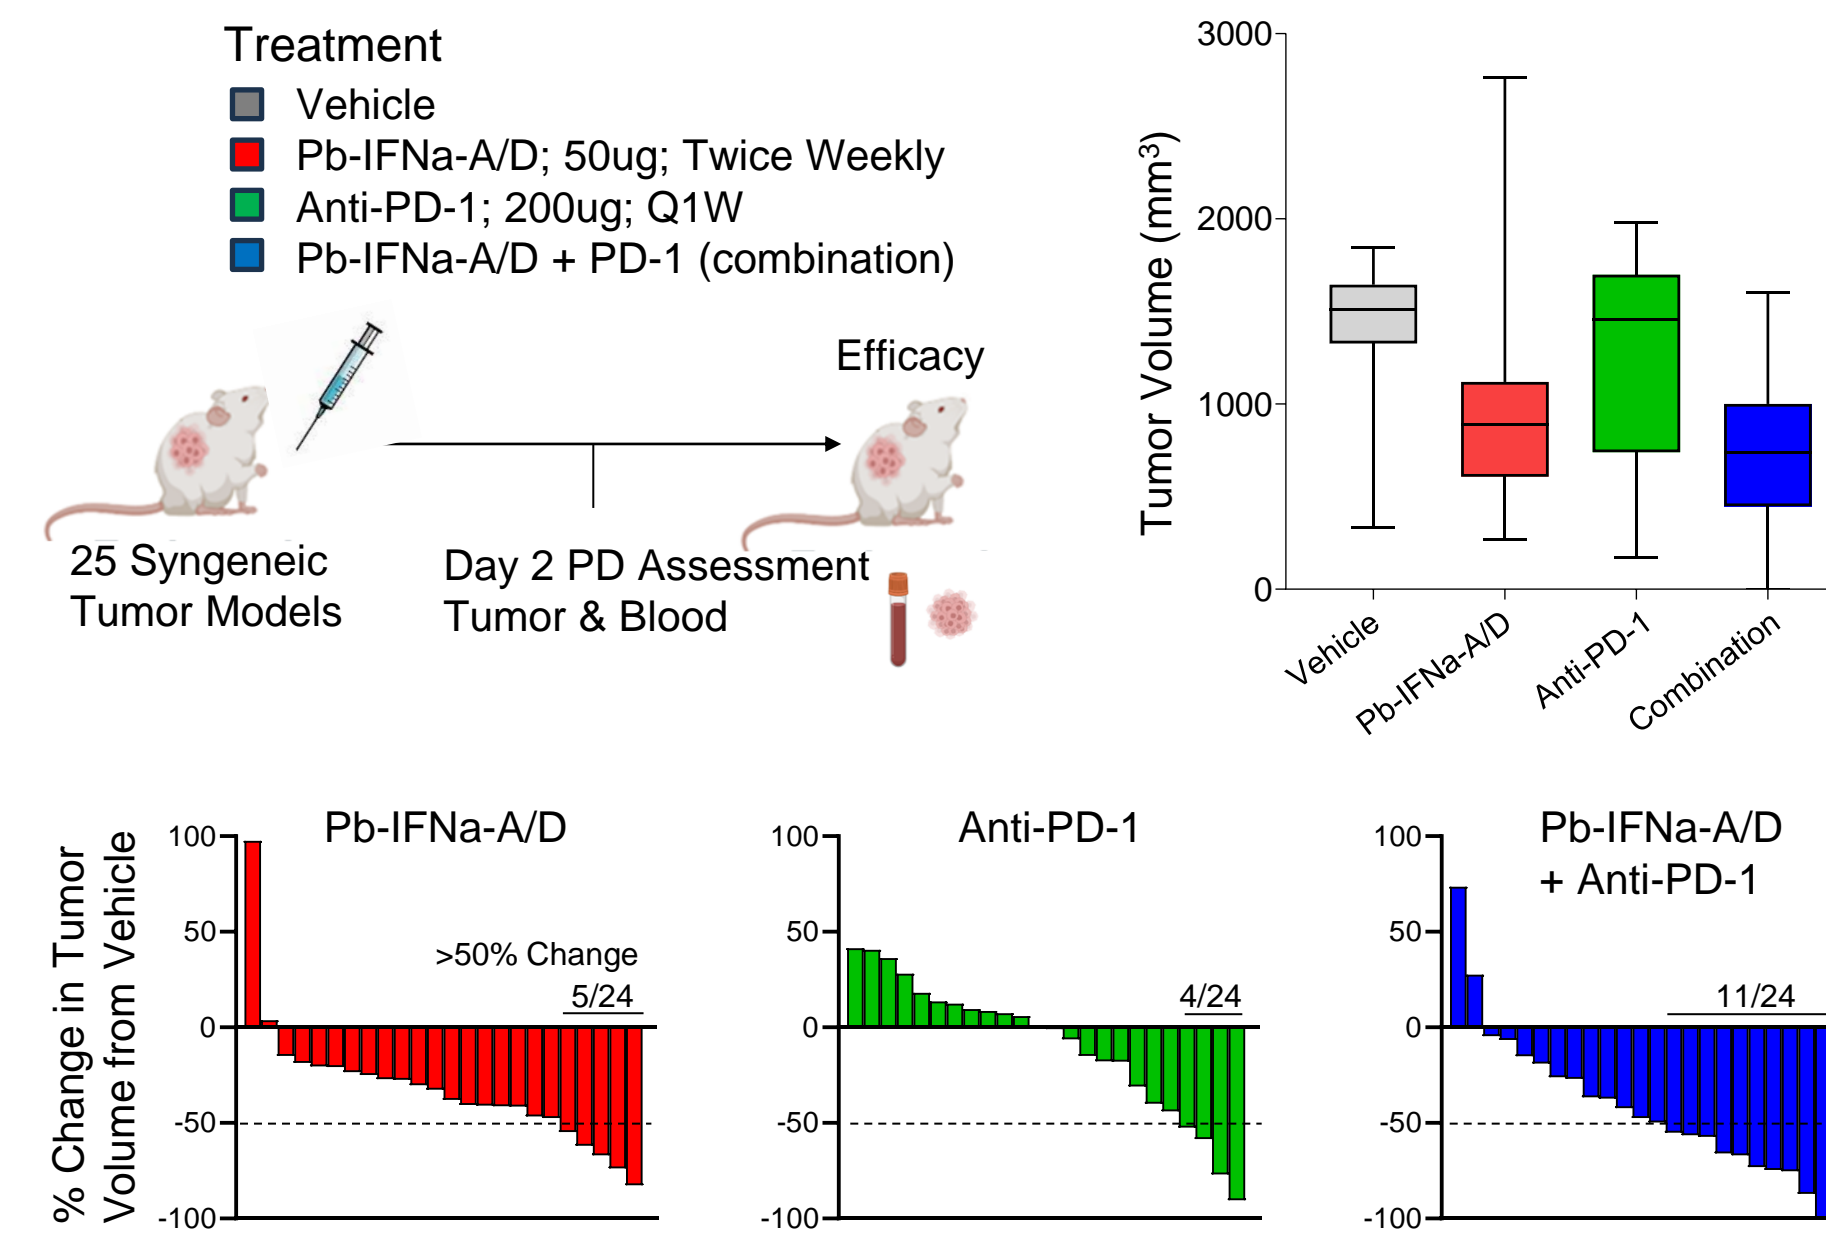 Treatment
Vehicle
Pb-IFNa-A/D; 50ug; Twice Weekly
Anti-PD-1; 200ug; Q1W
Pb-IFNa-A/D + PD-1 (combination)
Efficacy
25 Syngeneic
Tumor Models
Day 2 PD Assessment
Tumor & Blood
Tumor Volume (mm³)
3000
2000
1000
0
Vehicle
Pb-IFNa-A/D
Anti-PD-1
Combination
% Change in Tumor
Volume from Vehicle
Pb-IFNa-A/D
100
50
0
-50
-100
>50% Change
5/24
Anti-PD-1
100
50
0
-50
-100
4/24
Pb-IFNa-A/D
+ Anti-PD-1
100
50
0
-50
-100
11/24